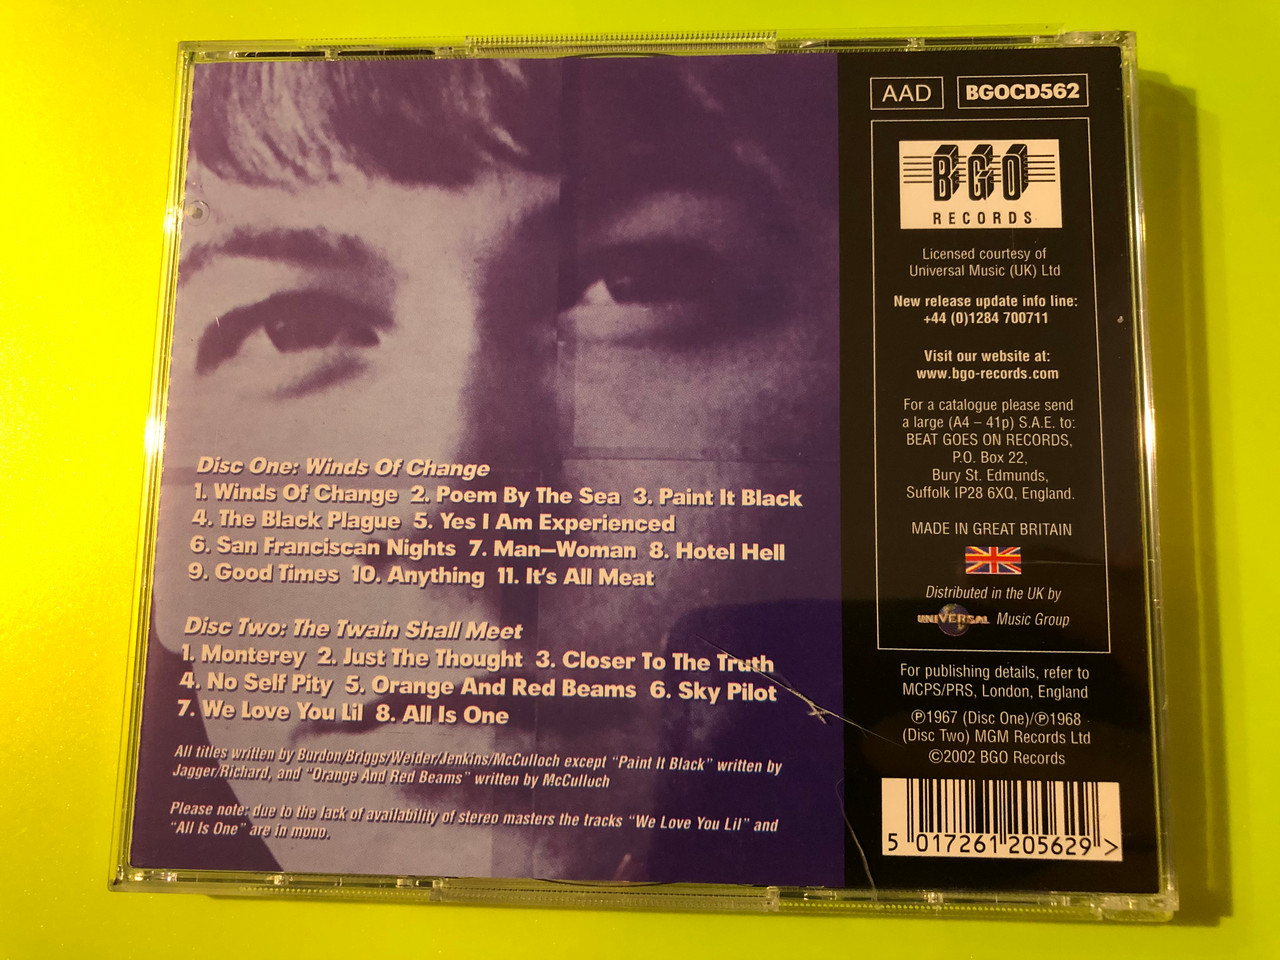 Disc One: Winds Of Change
1. Winds Of Change 2. Poem By The Sea 3. Paint It Black
4. The Black Plague 5. Yes I Am Experienced
6. San Franciscan Nights 7. Man–Woman 8. Hotel Hell
9. Good Times 10. Anything 11. It's All Meat
Disc Two: The Twain Shall Meet
1. Monterey 2. Just The Thought 3. Closer To The Truth
4. No Self Pity 5. Orange And Red Beams 6. Sky Pilot
7. We Love You Lil 8. All Is One
All titles written by Burdon/Briggs/Weider/Jenkins/McCulloch except "Paint It Black" written by
Jagger/Richard, and "Orange And Red Beams" written by McCulluch
Please note: due to the lack of availability of stereo masters the tracks "We Love You Lil" and
"All Is One" are in mono.
AAD BGOCD562
BGO
RECORDS
Licensed courtesy of
Universal Music (UK) Ltd
New release update info line:
+44 (0)1284 700711
Visit our website at:
www.bgo-records.com
For a catalogue please send
a large (A4 – 41p) S.A.E. to:
BEAT GOES ON RECORDS,
P.O. Box 22,
Bury St. Edmunds,
Suffolk IP28 6XQ, England.
MADE IN GREAT BRITAIN
Distributed in the UK by
UNIVERSAL Music Group
For publishing details, refer to
MCPS/PRS, London, England
℗1967 (Disc One)/℗1968
(Disc Two) MGM Records Ltd
©2002 BGO Records
5 017261 205629 >